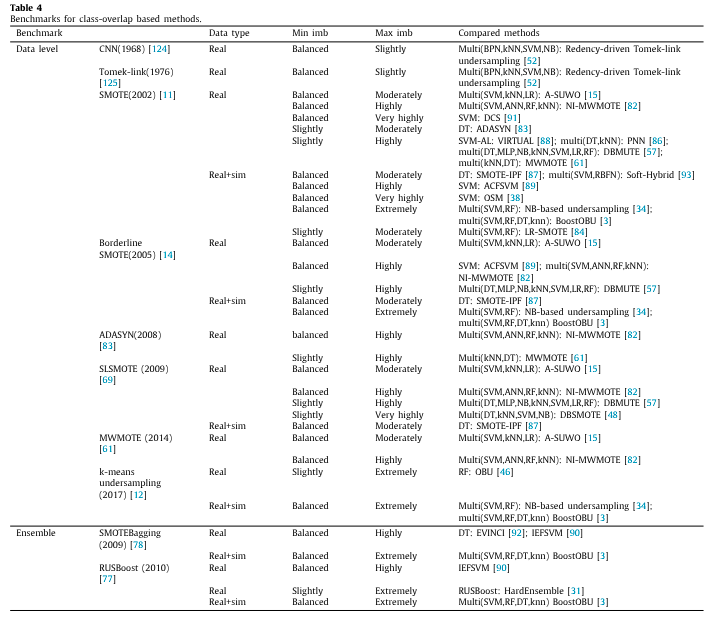 Table 4
Benchmarks for class-overlap based methods.
Benchmark Data type Min imb Max imb Compared methods
Data level CNN(1968) [124] Real Balanced Slightly Multi(BPN,kNN,SVM,NB): Redency-driven Tomek-link
undersampling [52]
Tomek-link(1976) Real Balanced Slightly Multi(BPN,kNN,SVM,NB): Redency-driven Tomek-link
[125] undersampling [52]
SMOTE(2002) [11] Real Balanced Moderately Multi(SVM,kNN,LR): A-SUWO [15]
Balanced Highly Multi(SVM,ANN,RF,kNN): NI-MWMOTE [82]
Balanced Very highly SVM: DCS [91]
Slightly Moderately DT: ADASYN [83]
Slightly Highly SVM-AL: VIRTUAL [88]; multi(DT,kNN): PNN [86];
multi(DT,MLP,NB,kNN,SVM,LR,RF): DBMUTE [57];
multi(kNN,DT): MWMOTE [61]
Real+sim Balanced Moderately DT: SMOTE-IPF [87]; multi(SVM,RBFN): Soft-Hybrid [93]
Balanced Highly SVM: ACFSVM [89]
Balanced Very highly SVM: OSM [38]
Balanced Extremely Multi(SVM,RF): NB-based undersampling [34];
multi(SVM,RF,DT,knn): BoostOBU [3]
Slightly Moderately Multi(SVM,RF): LR-SMOTE [84]
Borderline Real Balanced Moderately Multi(SVM,kNN,LR): A-SUWO [15]
SMOTE(2005) [14]
Balanced Highly SVM: ACFSVM [89]; multi(SVM,ANN,RF,kNN):
NI-MWMOTE [82]
Slightly Highly Multi(DT,MLP,NB,kNN,SVM,LR,RF): DBMUTE [57]
Real+sim Balanced Moderately DT: SMOTE-IPF [87]
Balanced Extremely Multi(SVM,RF): NB-based undersampling [34];
multi(SVM,RF,DT,knn) BoostOBU [3]
ADASYN(2008) Real balanced Highly Multi(SVM,ANN,RF,kNN): NI-MWMOTE [82]
[83]
Slightly Highly Multi(kNN,DT): MWMOTE [61]
SLSMOTE (2009) Real Balanced Moderately Multi(SVM,kNN,LR): A-SUWO [15]
[69]
Balanced Highly Multi(SVM,ANN,RF,kNN): NI-MWMOTE [82]
Slightly Highly Multi(DT,MLP,NB,kNN,SVM,LR,RF): DBMUTE [57]
Slightly Very highly Multi(DT,kNN,SVM,NB): DBSMOTE [48]
Real+sim Balanced Moderately DT: SMOTE-IPF [87]
MWMOTE (2014) Real Balanced Moderately Multi(SVM,kNN,LR): A-SUWO [15]
[61]
Balanced Highly Multi(SVM,ANN,RF,kNN): NI-MWMOTE [82]
k-means Real Slightly Extremely RF: OBU [46]
undersampling
(2017) [12]
Real+sim Balanced Extremely Multi(SVM,RF): NB-based undersampling [34];
multi(SVM,RF,DT,knn) BoostOBU [3]
Ensemble SMOTEBagging Real Balanced Highly DT: EVINCI [92]; IEFSVM [90]
(2009) [78]
Real+sim Balanced Extremely Multi(SVM,RF,DT,knn) BoostOBU [3]
RUSBoost (2010) Real Balanced Highly IEFSVM [90]
[77]
Real Slightly Extremely RUSBoost: HardEnsemble [31]
Real+sim Balanced Extremely Multi(SVM,RF,DT,knn) BoostOBU [3]